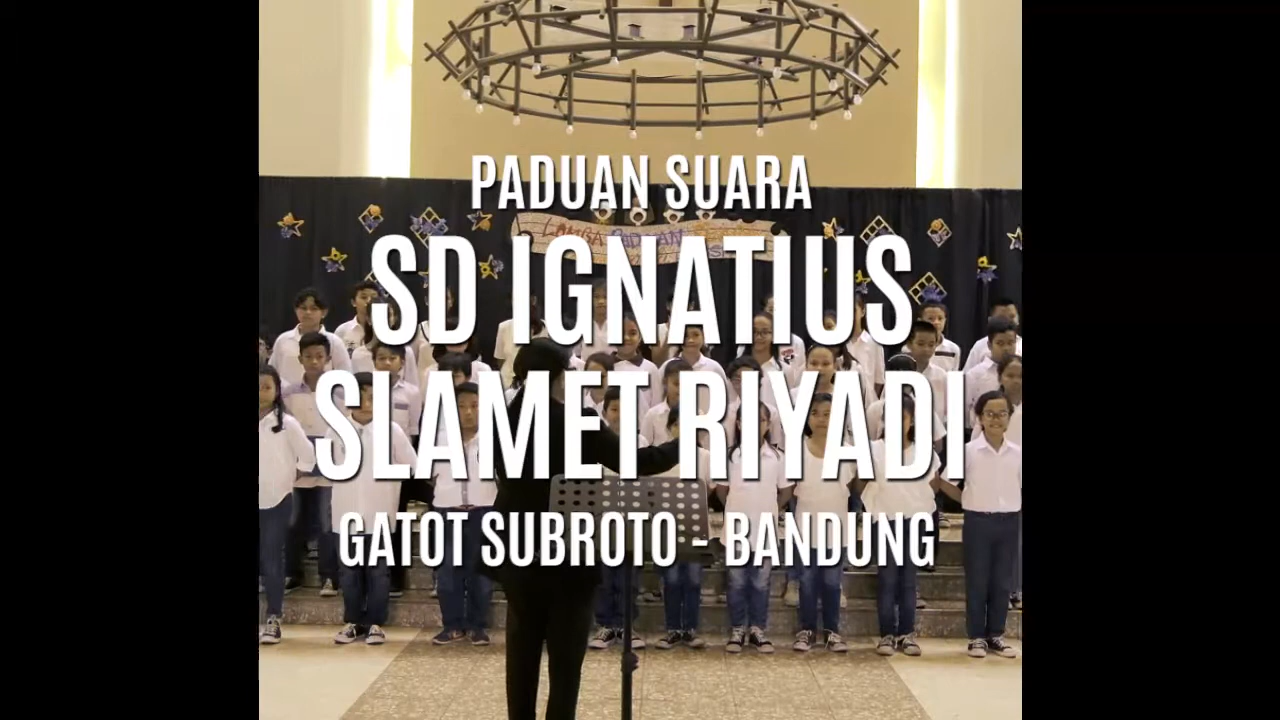 PADUAN SUARA
SD IGNATIUS
SLAMET RIYADI
GATOT SUBROTO - BANDUNG